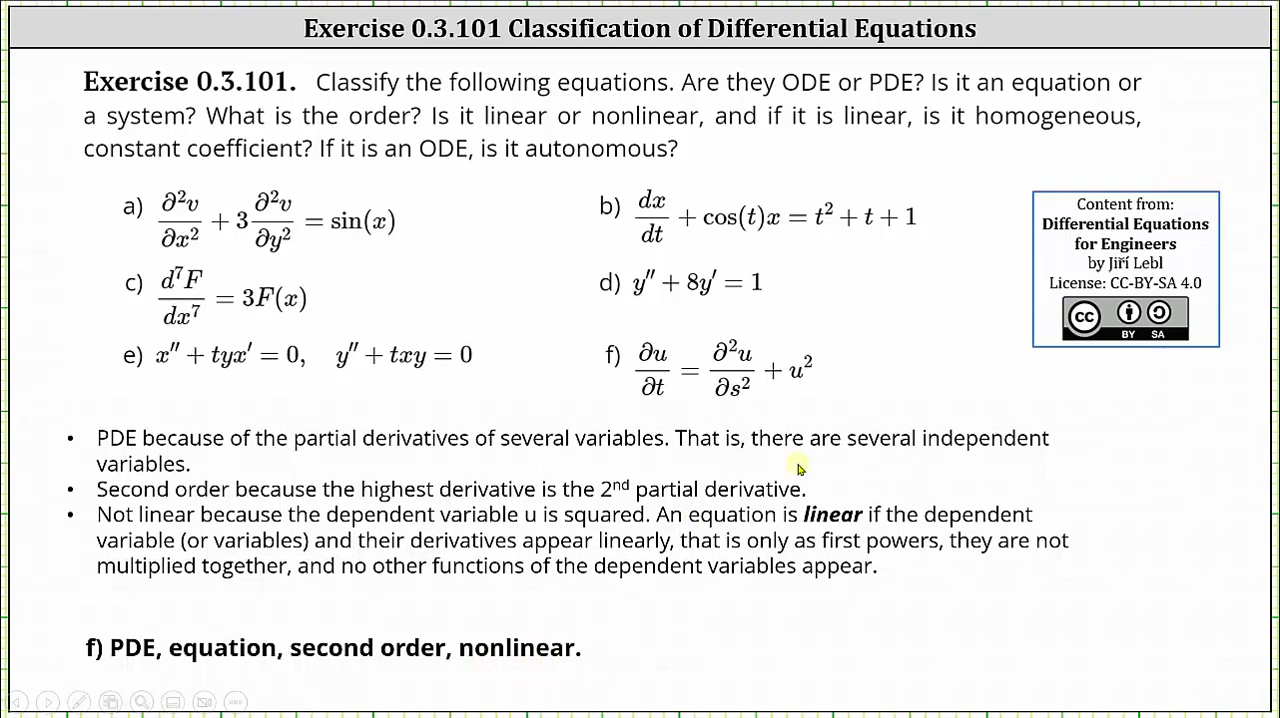 Exercise 0.3.101 Classification of Differential Equations
Exercise 0.3.101. Classify the following equations. Are they ODE or PDE? Is it an equation or
a system? What is the order? Is it linear or nonlinear, and if it is linear, is it homogeneous,
constant coefficient? If it is an ODE, is it autonomous?
a) ∂²v/∂x² + 3 ∂²v/∂y² = sin(x)
b) dx/dt + cos(t)x = t² + t + 1
c) d⁷F/dx⁷ = 3F(x)
d) y″ + 8y′ = 1
e) x″ + tyx′ = 0, y″ + txy = 0
f) ∂u/∂t = ∂²u/∂s² + u²
Content from:
Differential Equations
for Engineers
by Jiří Lebl
License: CC-BY-SA 4.0
cc
BY SA
• PDE because of the partial derivatives of several variables. That is, there are several independent
variables.
• Second order because the highest derivative is the 2nd partial derivative.
• Not linear because the dependent variable u is squared. An equation is linear if the dependent
variable (or variables) and their derivatives appear linearly, that is only as first powers, they are not
multiplied together, and no other functions of the dependent variables appear.
f) PDE, equation, second order, nonlinear.